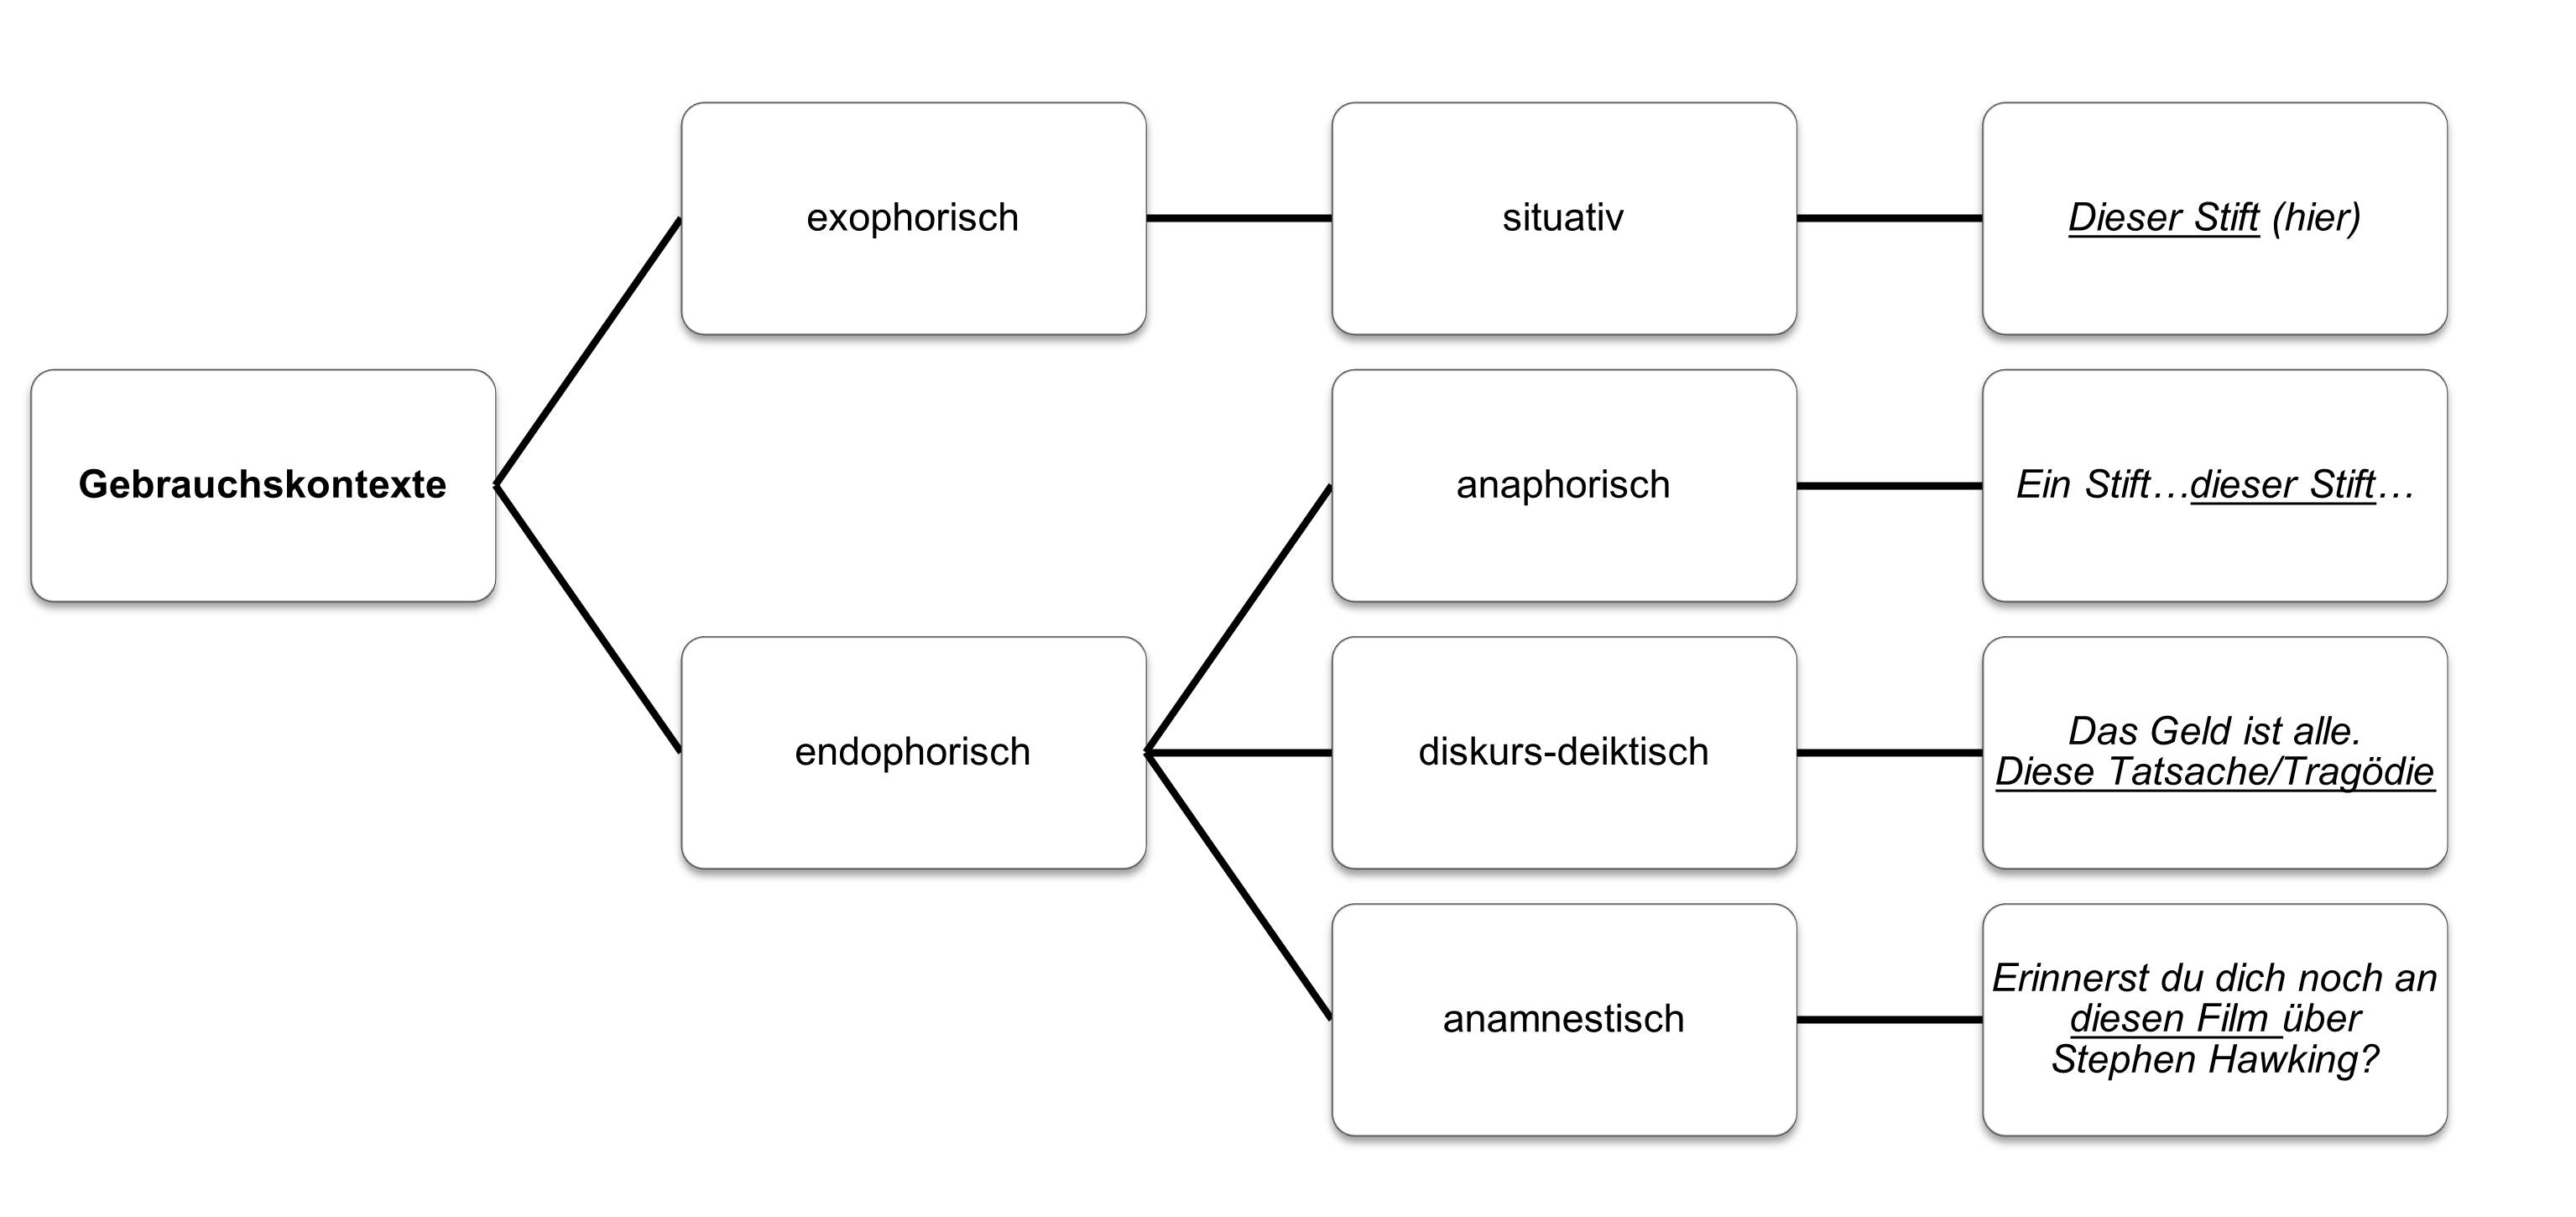 exophorisch
situativ
Dieser Stift (hier)
Gebrauchskontexte
anaphorisch
Ein Stift…dieser Stift…
endophorisch
diskurs-deiktisch
Das Geld ist alle.
Diese Tatsache/Tragödie
anamnestisch
Erinnerst du dich noch an
diesen Film über
Stephen Hawking?